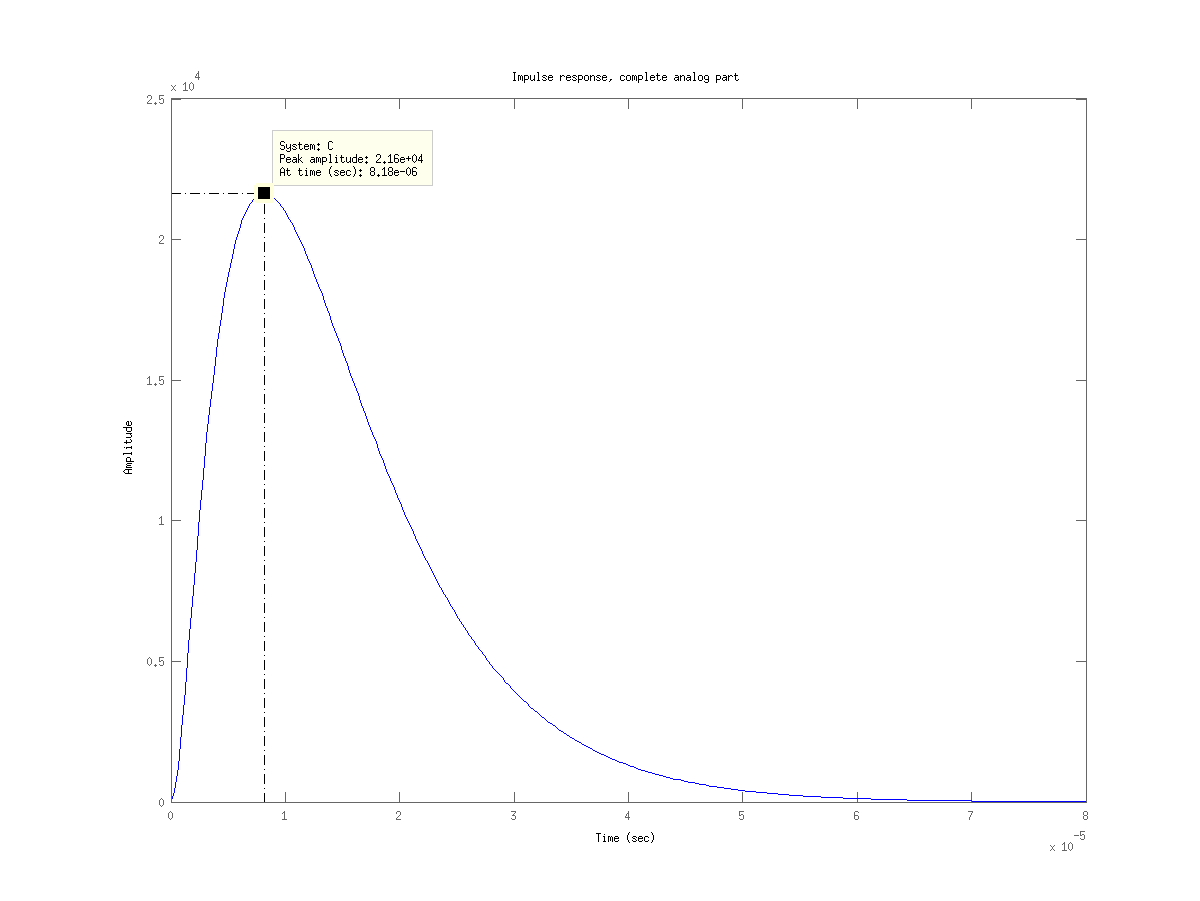 Impulse response, complete analog part
x 10^4
2.5
System: C
Peak amplitude: 2.16e+04
At time (sec): 8.18e-06
2
1.5
Amplitude
1
0.5
0
0 1 2 3 4 5 6 7 8
Time (sec)
x 10^-5